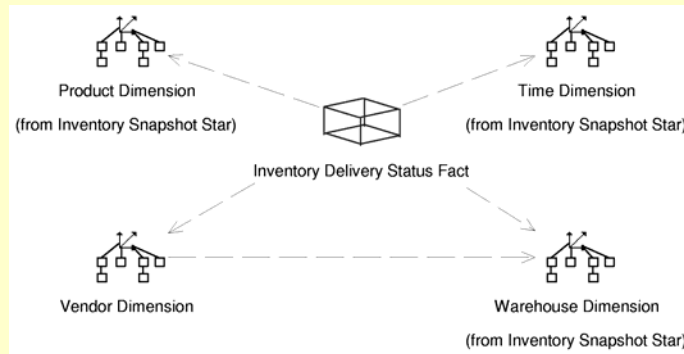 Product Dimension
(from Inventory Snapshot Star)
Time Dimension
(from Inventory Snapshot Star)
Inventory Delivery Status Fact
Vendor Dimension
Warehouse Dimension
(from Inventory Snapshot Star)